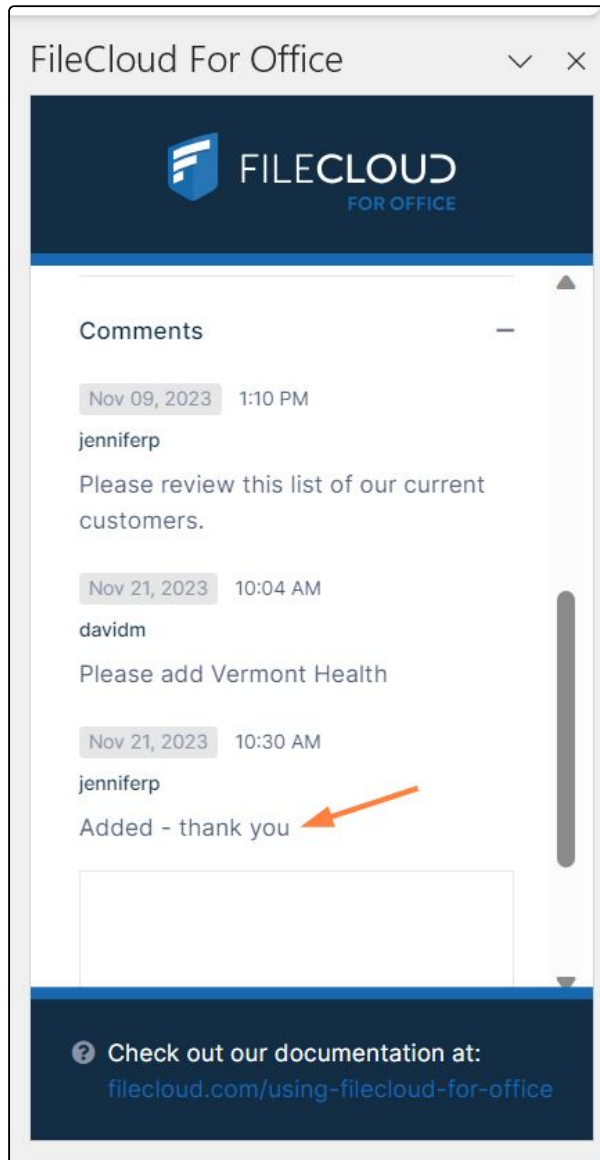 FileCloud For Office
FILECLOUD
FOR OFFICE
Comments
Nov 09, 2023 1:10 PM
jenniferp
Please review this list of our current
customers.
Nov 21, 2023 10:04 AM
davidm
Please add Vermont Health
Nov 21, 2023 10:30 AM
jenniferp
Added - thank you
Check out our documentation at:
filecloud.com/using-filecloud-for-office